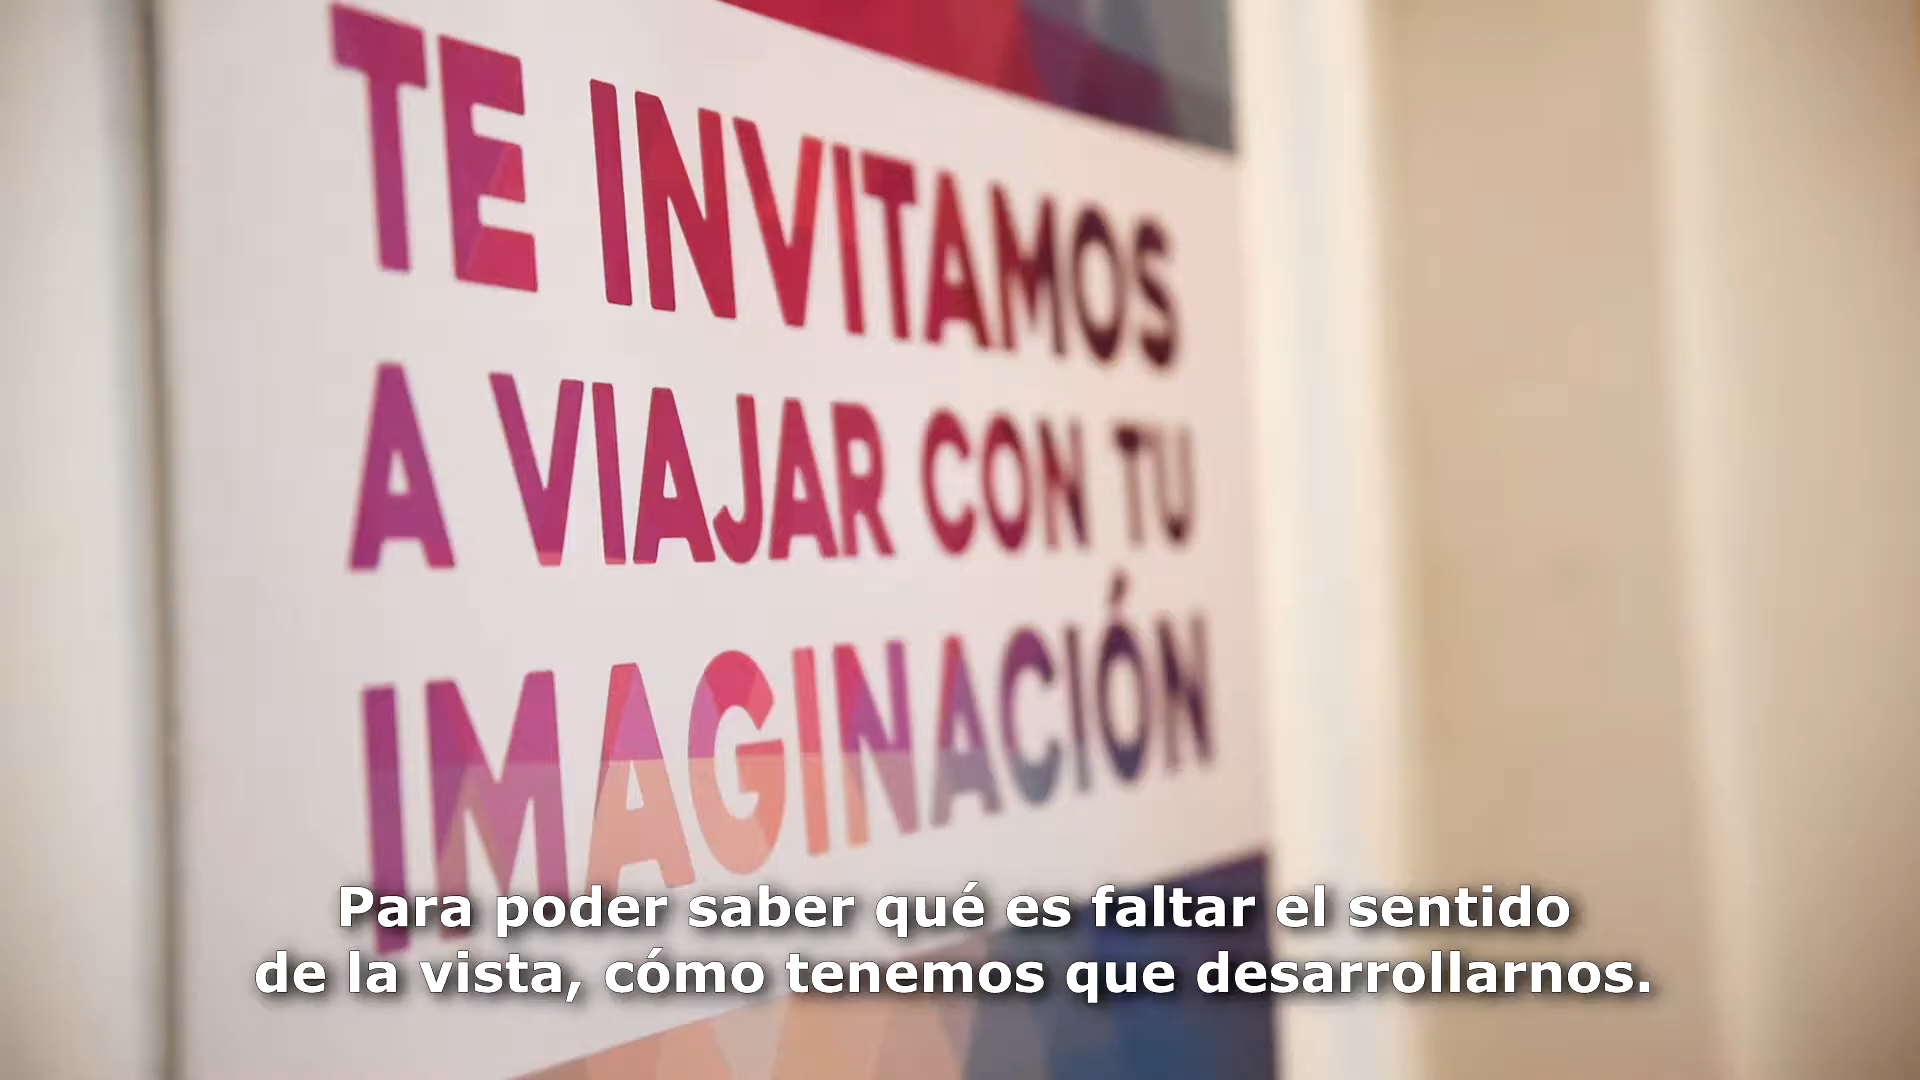 TE INVITAMOS
A VIAJAR CON TU
IMAGINACIÓN
Para poder saber qué es faltar el sentido
de la vista, cómo tenemos que desarrollarnos.